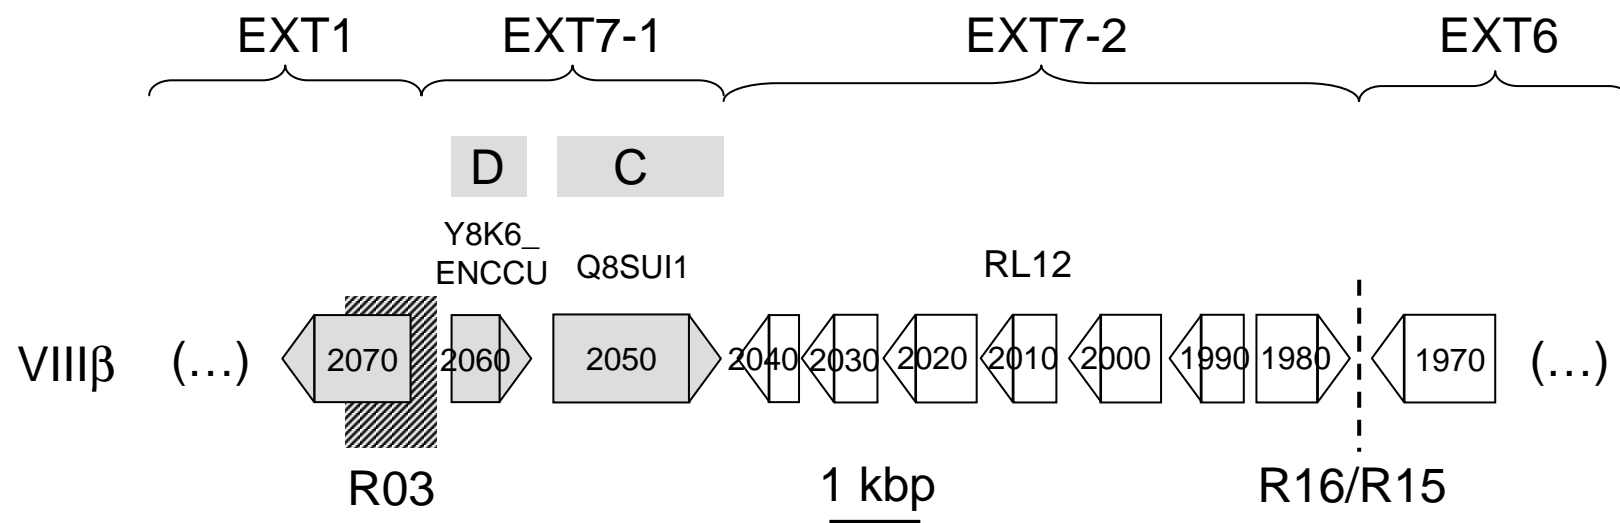 EXT1 EXT7-1 EXT7-2 EXT6
D C
Y8K6_
ENCCU Q8SUI1 RL12
VIIIβ (...) 2070 2060 2050 2040 2030 2020 2010 2000 1990 1980 1970 (...)
R03 1 kbp R16/R15